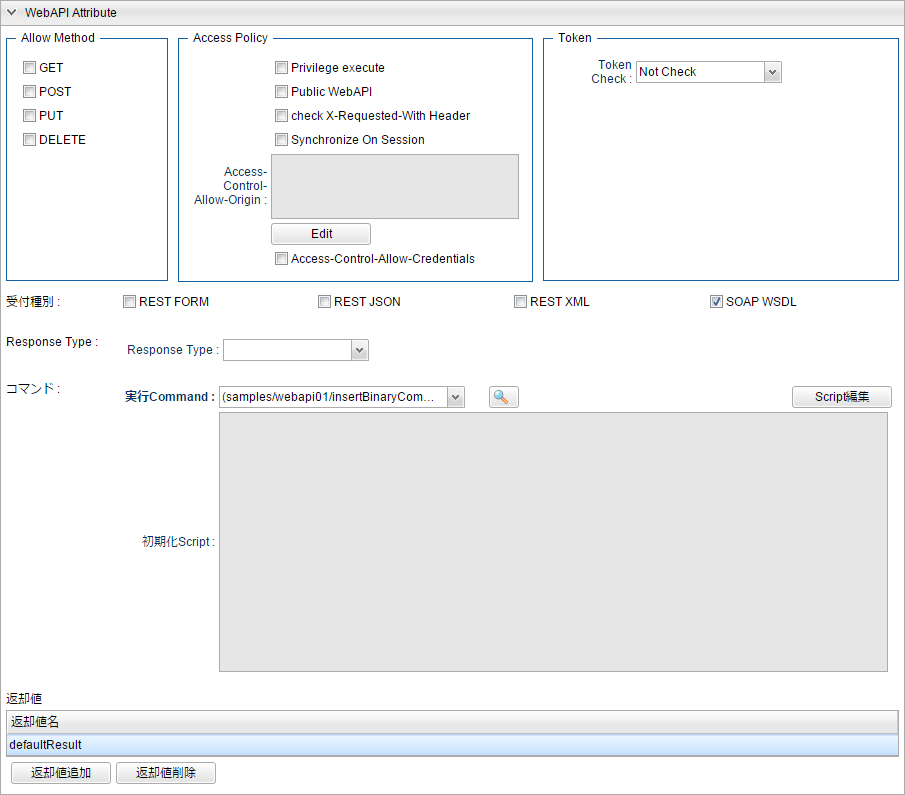 WebAPI Attribute
Allow Method
GET
POST
PUT
DELETE
Access Policy
Privilege execute
Public WebAPI
check X-Requested-With Header
Synchronize On Session
Access-
Control-
Allow-Origin :
Edit
Access-Control-Allow-Credentials
Token
Token
Check :
Not Check
受付種別 :
REST FORM
REST JSON
REST XML
SOAP WSDL
Response Type :
Response Type :
コマンド :
実行Command :
(samples/webapi01/insertBinaryCom...
Script編集
初期化Script :
返却値
返却値名
defaultResult
返却値追加
返却値削除